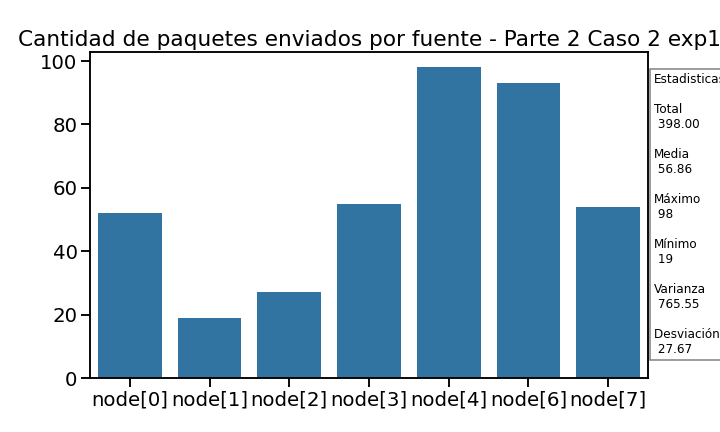 Cantidad de paquetes enviados por fuente - Parte 2 Caso 2 exp1
100
80
60
40
20
0
node[0] node[1] node[2] node[3] node[4] node[6] node[7]
Estadisticas
Total
398.00
Media
56.86
Máximo
98
Mínimo
19
Varianza
765.55
Desviación
27.67